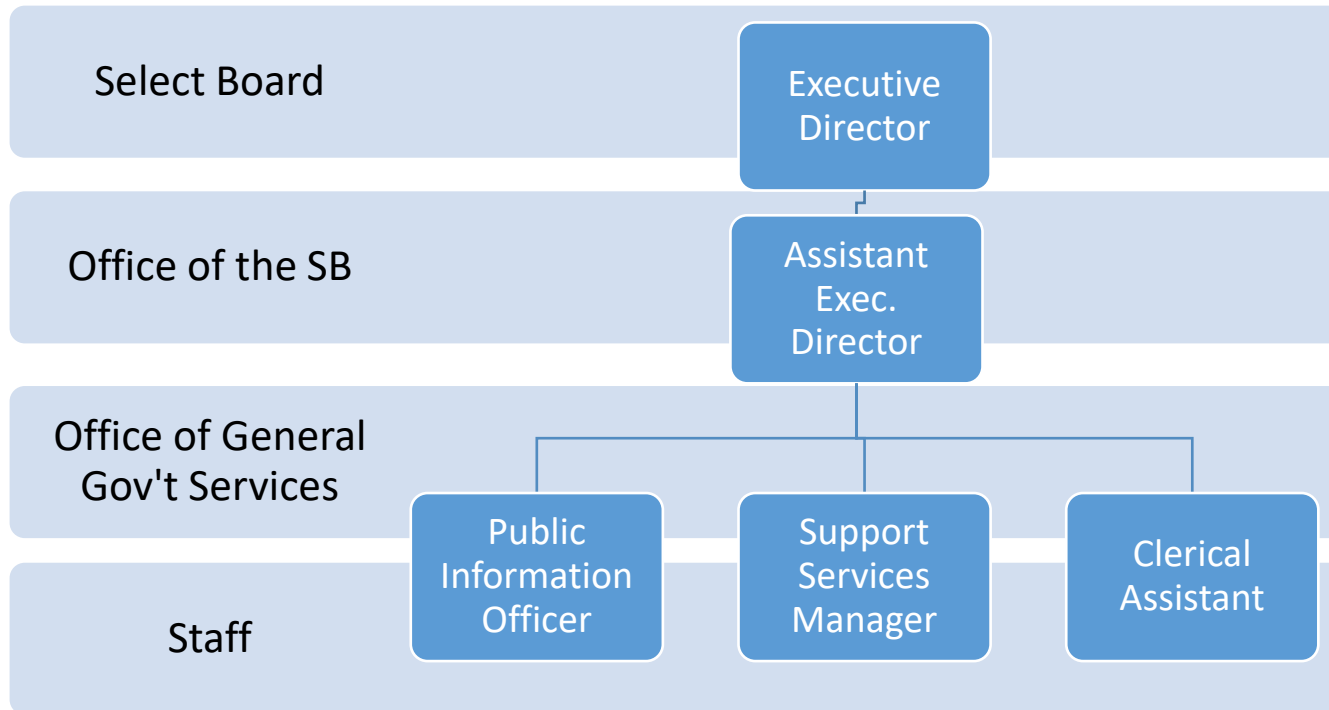 Select Board
Executive
Director
Office of the SB
Assistant
Exec.
Director
Office of General
Gov't Services
Public
Information
Officer
Support
Services
Manager
Clerical
Assistant
Staff